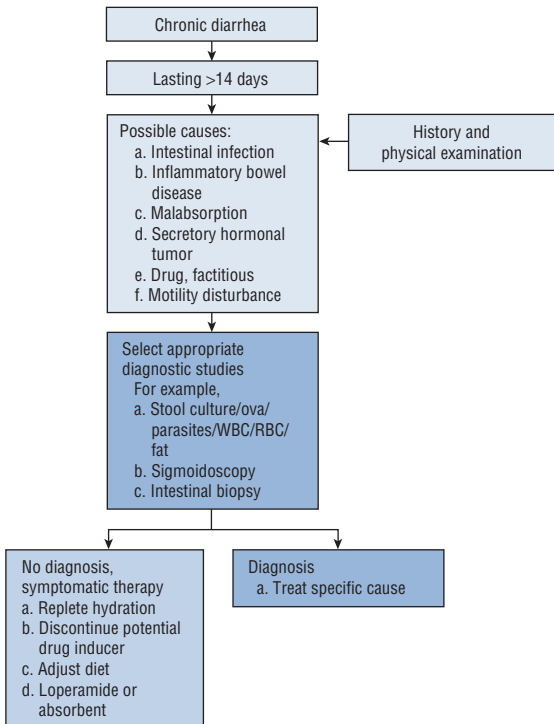 Chronic diarrhea
Lasting >14 days
Possible causes:
a. Intestinal infection
b. Inflammatory bowel
disease
c. Malabsorption
d. Secretory hormonal
tumor
e. Drug, factitious
f. Motility disturbance
History and
physical examination
Select appropriate
diagnostic studies
For example,
a. Stool culture/ova/
parasites/WBC/RBC/
fat
b. Sigmoidoscopy
c. Intestinal biopsy
No diagnosis,
symptomatic therapy
a. Replete hydration
b. Discontinue potential
drug inducer
c. Adjust diet
d. Loperamide or
absorbent
Diagnosis
a. Treat specific cause